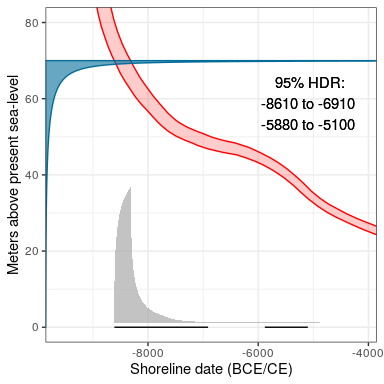 80
60
40
20
0
Meters above present sea-level
95% HDR:
-8610 to -6910
-5880 to -5100
-8000
-6000
-4000
Shoreline date (BCE/CE)